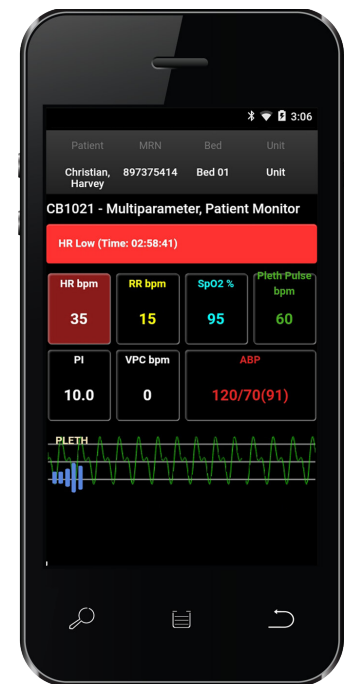 3:06
Patient MRN Bed Unit
Christian, 897375414 Bed 01 Unit
Harvey
CB1021 - Multiparameter, Patient Monitor
HR Low (Time: 02:58:41)
HR bpm RR bpm SpO2 % Pleth Pulse
bpm
35 15 95 60
PI VPC bpm ABP
10.0 0 120/70(91)
PLETH